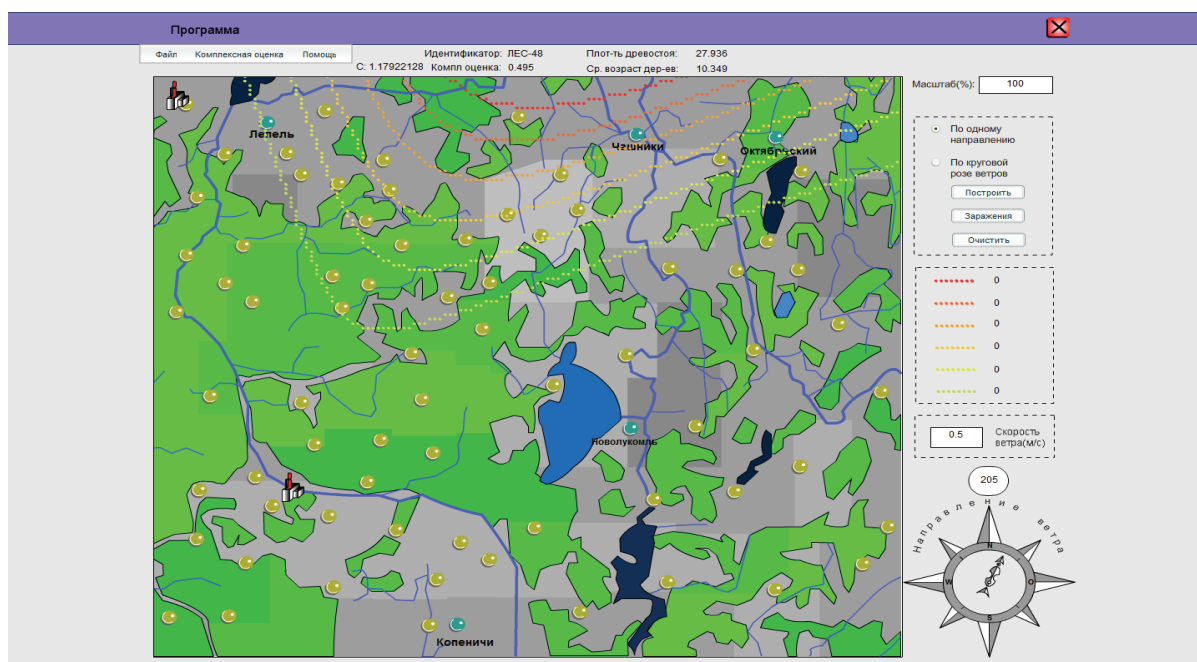 Программа
Файл Комплексная оценка Помощь
Идентификатор: ЛЕС-48 Плот-ть древостоя: 27.936
С: 1.17922128 Компл оценка: 0.495 Ср. возраст дер-ев: 10.349
Масштаб(%): 100
Лепель
Чашники
Октябрьский
Новолукомль
Копеничи
По одному
направлению
По круговой
розе ветров
Построить
Заражения
Очистить
0
0
0
0
0
0
0.5 Скорость
ветра(м/с)
205
Направление ветра
N
N
W
O
S